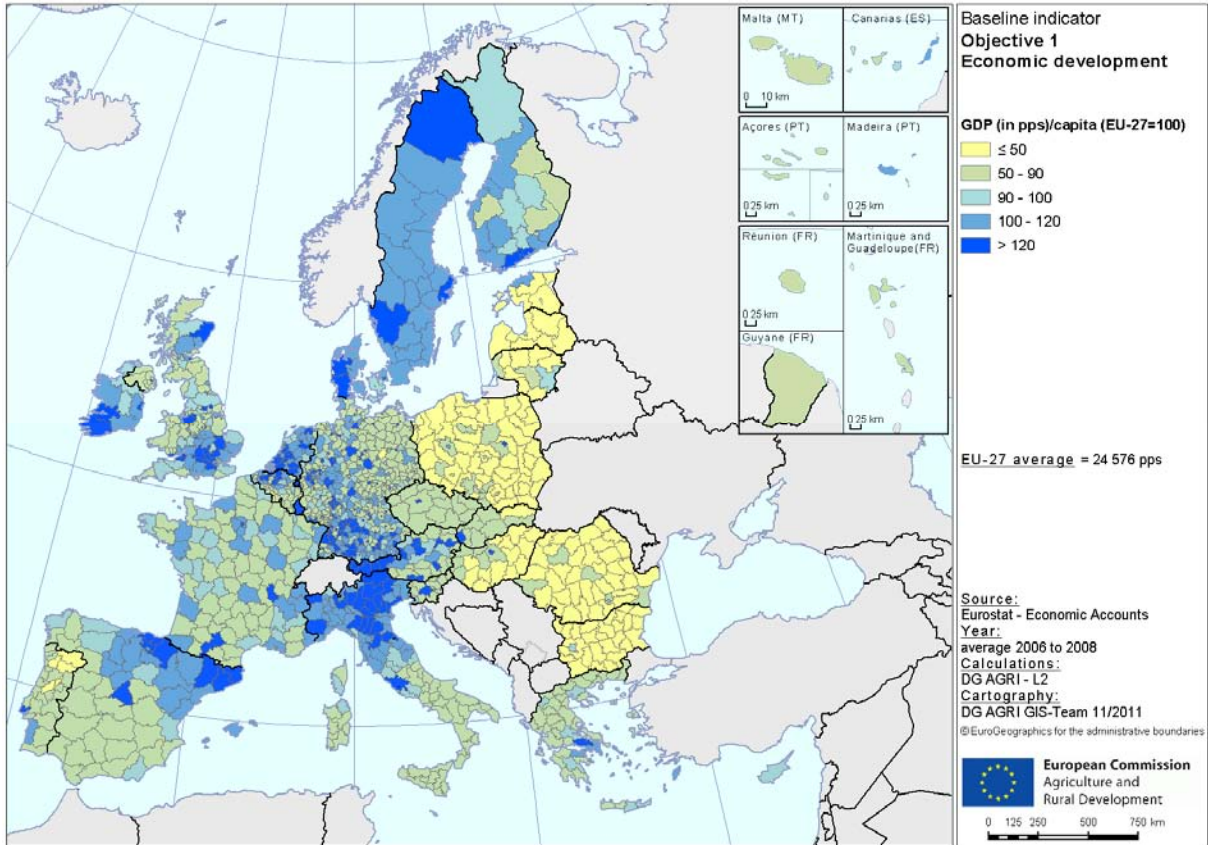 Malta (MT)
0 10 km
Canarias (ES)
Açores (PT)
0 25 km
0 25 km
Madeira (PT)
0 25 km
Réunion (FR)
0 25 km
Martinique and
Guadeloupe(FR)
0 25 km
Guyane (FR)
Baseline indicator
Objective 1
Economic development
GDP (in pps)/capita (EU-27=100)
≤ 50
50 - 90
90 - 100
100 - 120
> 120
EU-27 average = 24 576 pps
Source:
Eurostat - Economic Accounts
Year:
average 2006 to 2008
Calculations:
DG AGRI - L2
Cartography:
DG AGRI GIS-Team 11/2011
©EuroGeographics for the administrative boundaries
European Commission
Agriculture and
Rural Development
0 125 250 500 750 km